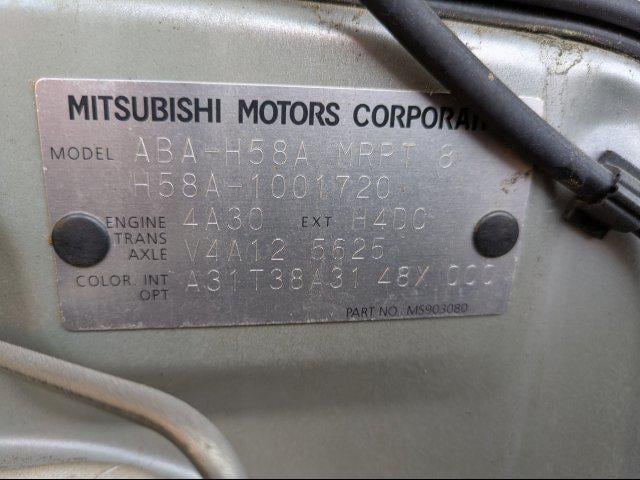 MITSUBISHI MOTORS CORPORAT
MODEL ABA-H58A MRPT 8
H58A-1001720
ENGINE 4A30 EXT H4DC
TRANS AXLE V4A12 5625
COLOR. INT OPT A31T38A31 48X 000
PART NO. MS903080